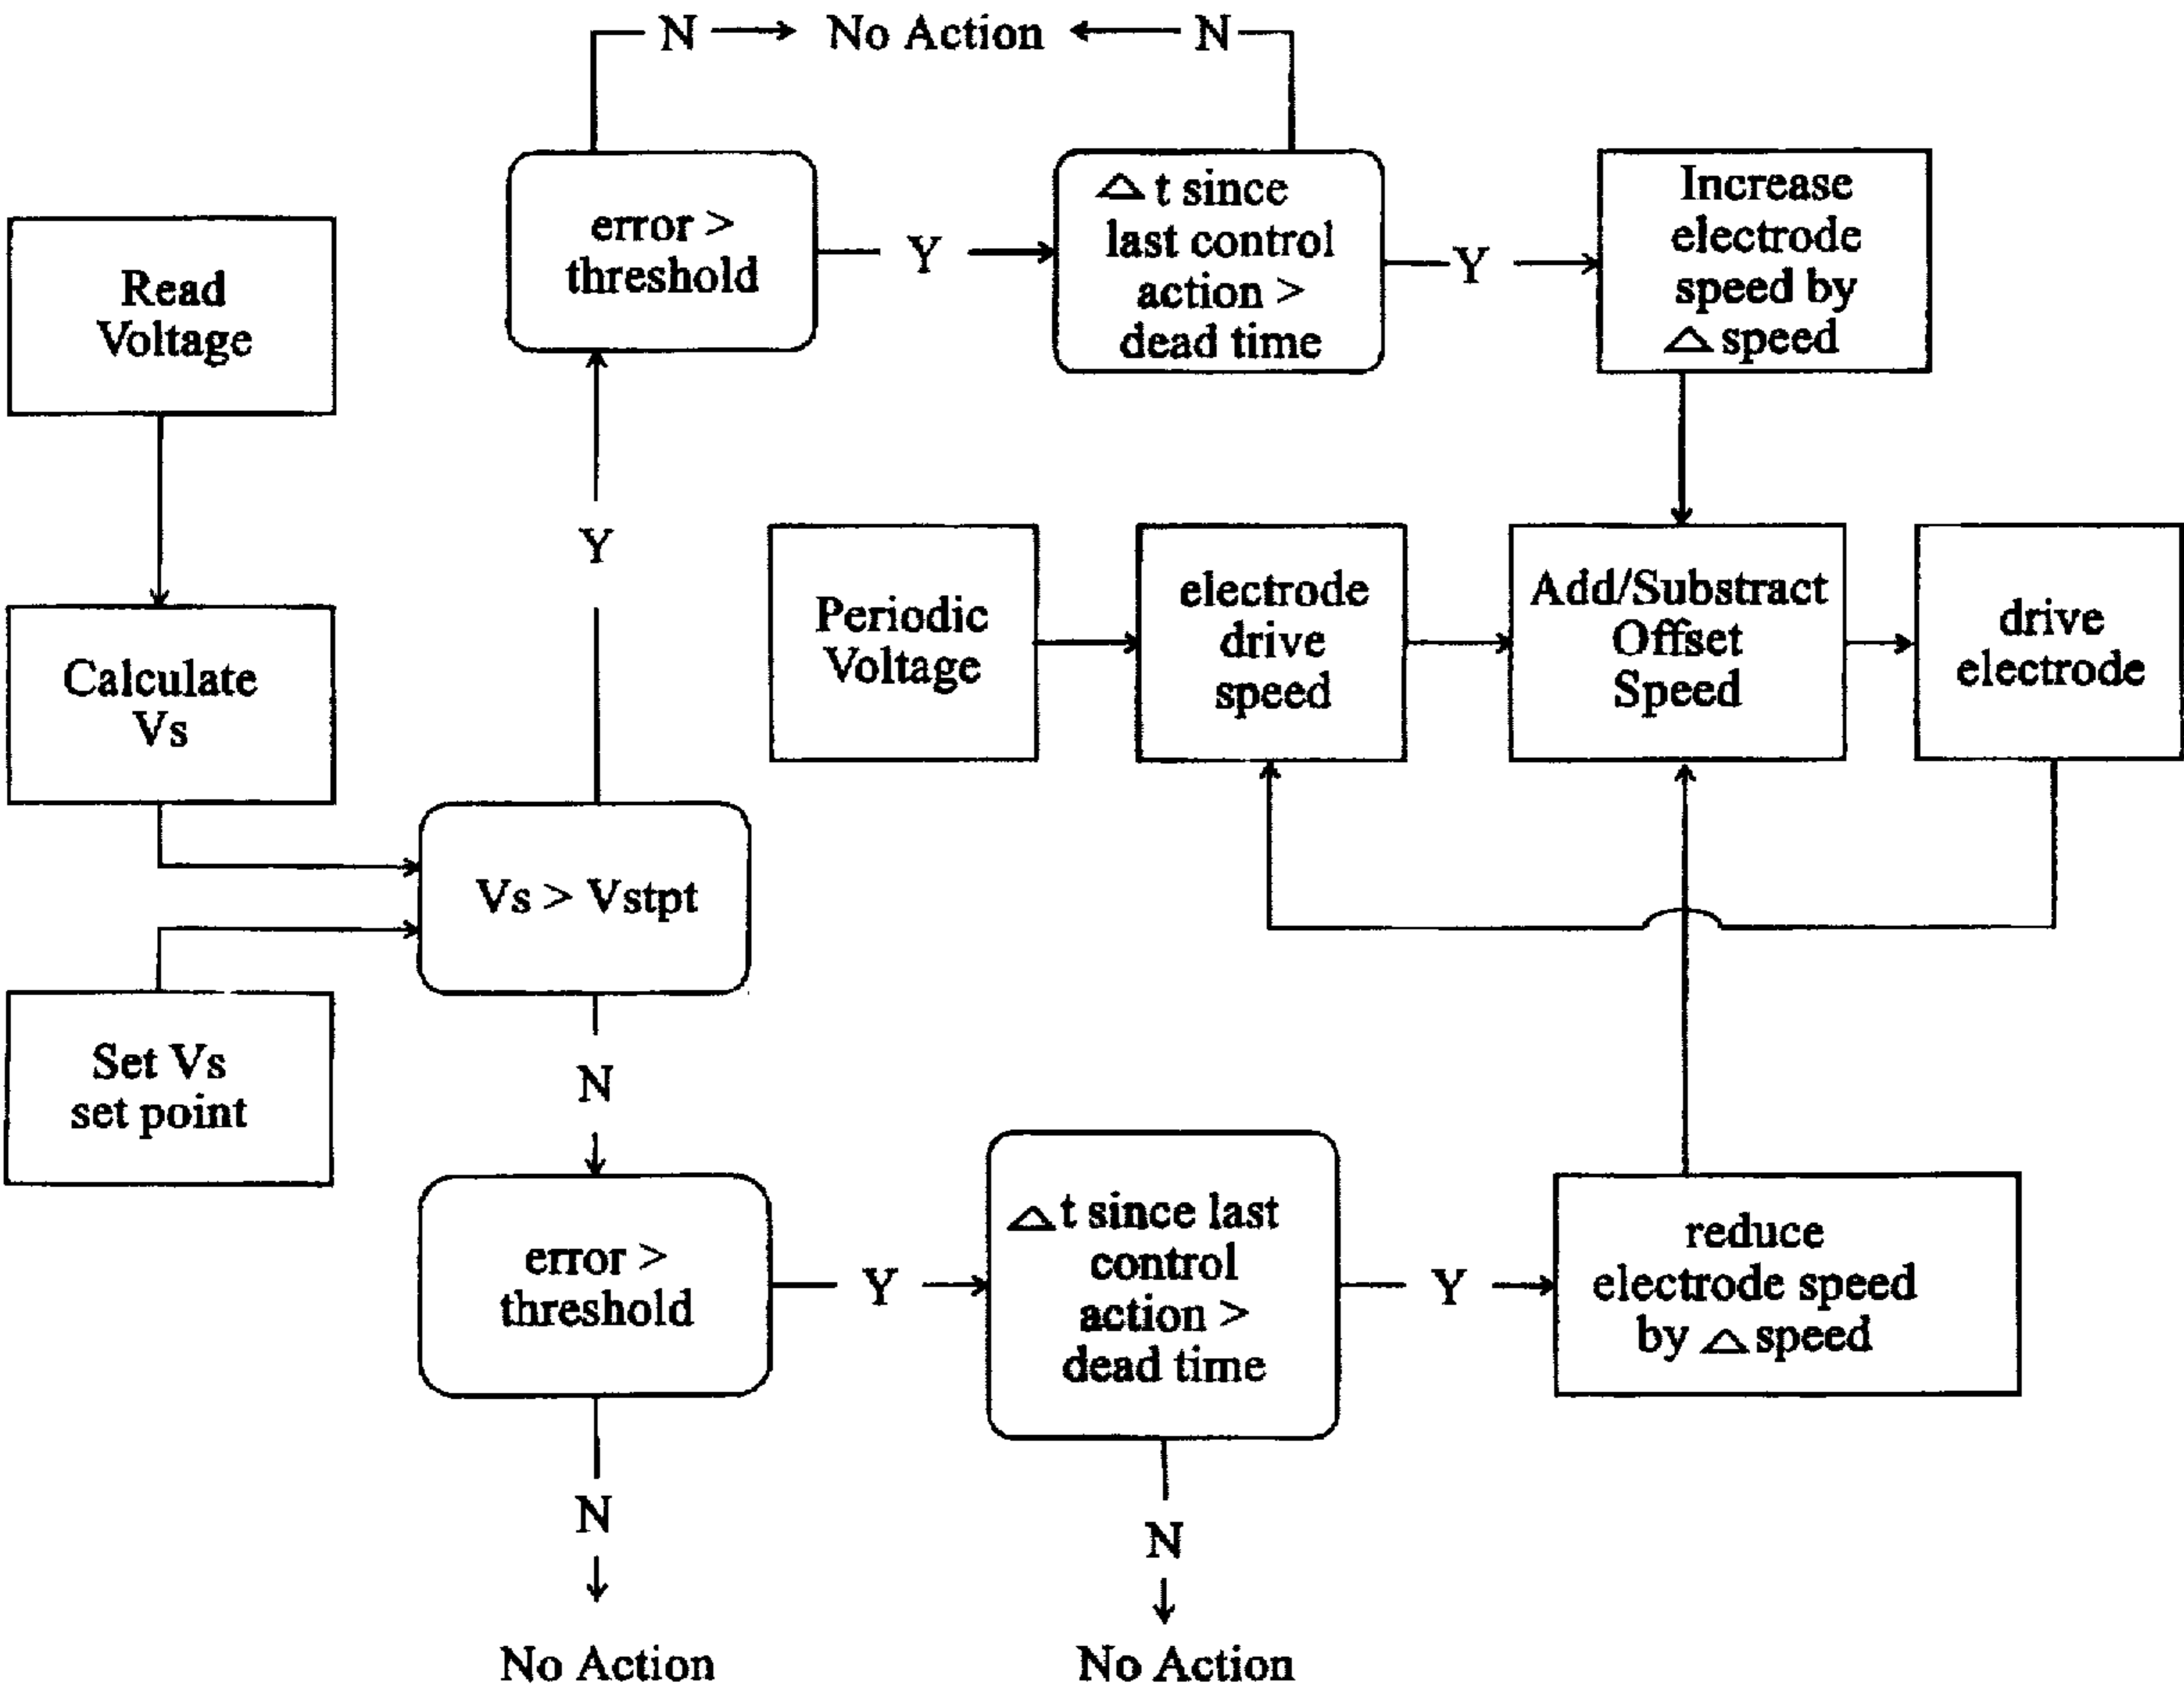 N
No Action
N
error >
threshold
Y
△ t since
last control
action >
dead time
Y
Increase
electrode
speed by
△ speed
Read
Voltage
Y
Periodic
Voltage
electrode
drive
speed
Add/Substract
Offset
Speed
drive
electrode
Calculate
Vs
Vs > Vstpt
Set Vs
set point
N
error >
threshold
Y
△ t since last
control
action >
dead time
Y
reduce
electrode speed
by △ speed
N
No Action
N
No Action